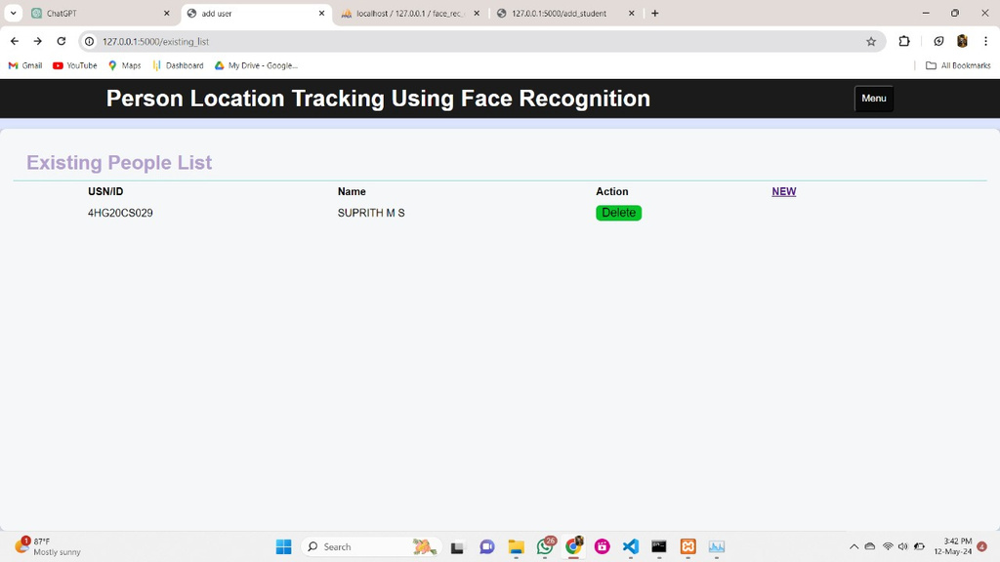 ChatGPT
add user
localhost / 127.0.0.1 / face_rec_
127.0.0.1:5000/add_student
127.0.0.1:5000/existing_list
Gmail YouTube Maps Dashboard My Drive - Google... All Bookmarks
Person Location Tracking Using Face Recognition
Menu
Existing People List
USN/ID Name Action NEW
4HG20CS029 SUPRITH M S Delete
1
87°F
Mostly sunny
Search
26
3:42 PM
12-May-24
4